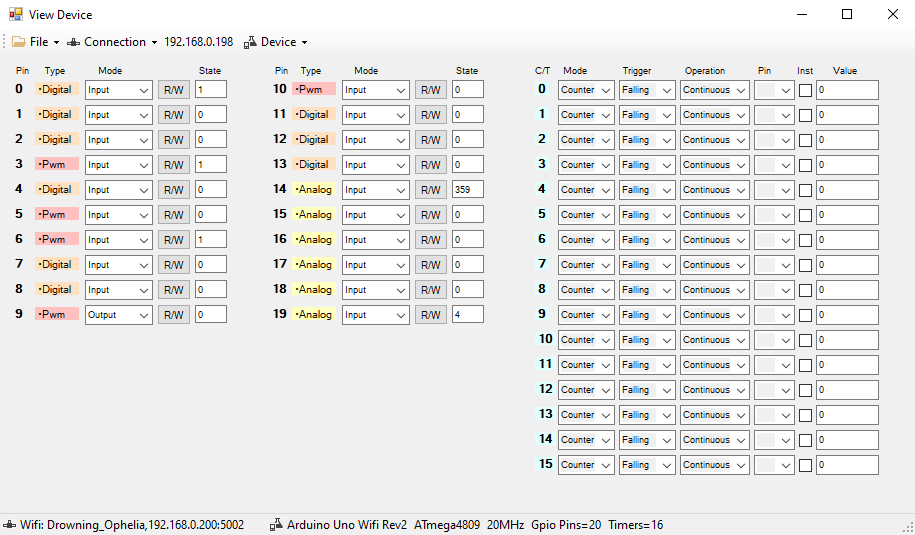 View Device
File Connection 192.168.0.198 Device
Pin Type Mode State Pin Type Mode State C/T Mode Trigger Operation Pin Inst Value
0 •Digital Input R/W 1 10 •Pwm Input R/W 0 0 Counter Falling Continuous 0
1 •Digital Input R/W 0 11 •Digital Input R/W 0 1 Counter Falling Continuous 0
2 •Digital Input R/W 0 12 •Digital Input R/W 0 2 Counter Falling Continuous 0
3 •Pwm Input R/W 1 13 •Digital Input R/W 0 3 Counter Falling Continuous 0
4 •Digital Input R/W 0 14 •Analog Input R/W 359 4 Counter Falling Continuous 0
5 •Pwm Input R/W 0 15 •Analog Input R/W 0 5 Counter Falling Continuous 0
6 •Pwm Input R/W 1 16 •Analog Input R/W 0 6 Counter Falling Continuous 0
7 •Digital Input R/W 0 17 •Analog Input R/W 0 7 Counter Falling Continuous 0
8 •Digital Input R/W 0 18 •Analog Input R/W 0 8 Counter Falling Continuous 0
9 •Pwm Output R/W 0 19 •Analog Input R/W 4 9 Counter Falling Continuous 0
10 Counter Falling Continuous 0
11 Counter Falling Continuous 0
12 Counter Falling Continuous 0
13 Counter Falling Continuous 0
14 Counter Falling Continuous 0
15 Counter Falling Continuous 0
Wifi: Drowning_Ophelia,192.168.0.200:5002 Arduino Uno Wifi Rev2 ATmega4809 20MHz Gpio Pins=20 Timers=16